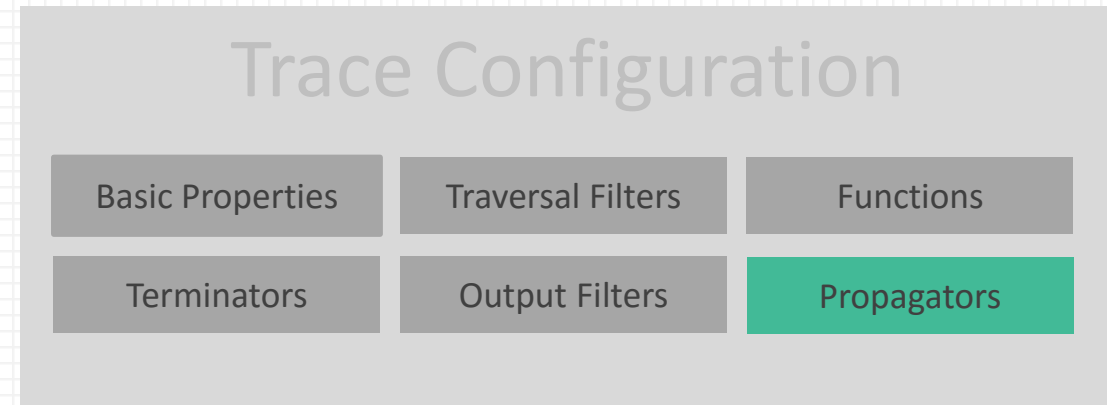 Trace Configuration
Basic Properties
Traversal Filters
Functions
Terminators
Output Filters
Propagators